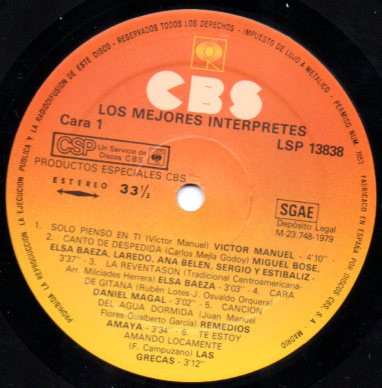 PROHIBIDA LA REPRODUCCION, LA EJECUCION PUBLICA Y LA RADIODIFUSION DE ESTE DISCO - RESERVADOS TODOS LOS DERECHOS DEL DISCO - IMPUESTO DE LUJO A METALICO - PERMISO NUM. 1051 FABRICADO EN ESPAÑA POR DISCOS CBS, S. A. MADRID
CBS
LOS MEJORES INTERPRETES
Cara 1
LSP 13838
CSP Un Servicio de
Discos CBS
PRODUCTOS ESPECIALES CBS
ESTEREO 33 1/3
SGAE
Depósito Legal
M-23.748-1979
1. SOLO PIENSO EN TI (Víctor Manuel) VICTOR MANUEL - 4'10" -
2. CANTO DE DESPEDIDA (Carlos Mejía Godoy) MIGUEL BOSE,
ELSA BAEZA, LAREDO, ANA BELEN, SERGIO Y ESTIBALIZ -
3'37" - 3. LA REVENTASON (Tradicional Centroamericana-
Arr. Milciades Herrera) ELSA BAEZA - 3'03" - 4. CARA
DE GITANA (Rubén Lotes-J. Osvaldo Orquera)
DANIEL MAGAL - 3'02" - 5. CANCION
DEL AGUA DORMIDA (Juan Manuel
Flores-Gualberto García) REMEDIOS
AMAYA - 3'34" - 6. TE ESTOY
AMANDO LOCAMENTE
(F. Campuzano) LAS
GRECAS - 3'12"